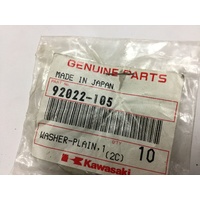 GENUINE PARTS
MADE IN JAPAN
92022-105
WASHER-PLAIN,1
(2C)
10
Kawasaki